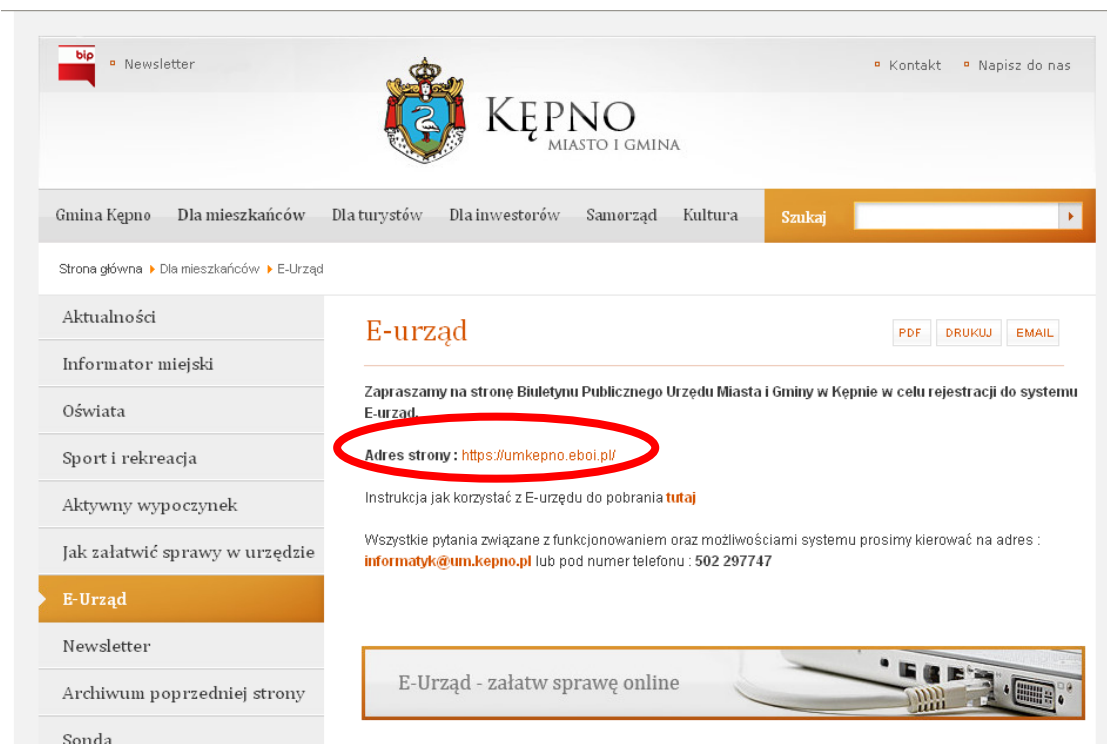 bip
Newsletter
Kontakt
Napisz do nas
KĘPNO
MIASTO I GMINA
Gmina Kępno
Dla mieszkańców
Dla turystów
Dla inwestorów
Samorząd
Kultura
Szukaj
Strona główna
Dla mieszkańców
E-Urząd
Aktualności
Informator miejski
Oświata
Sport i rekreacja
Aktywny wypoczynek
Jak załatwić sprawy w urzędzie
E-Urząd
Newsletter
Archiwum poprzedniej strony
Sonda
E-urząd
PDF
DRUKUJ
EMAIL
Zapraszamy na stronę Biuletynu Publicznego Urzędu Miasta i Gminy w Kępnie w celu rejestracji do systemu
E-urząd.
Adres strony : https://umkepno.eboi.pl/
Instrukcja jak korzystać z E-urzędu do pobrania tutaj
Wszystkie pytania związane z funkcjonowaniem oraz możliwościami systemu prosimy kierować na adres :
informatyk@um.kepno.pl lub pod numer telefonu : 502 297747
E-Urząd - załatw sprawę online